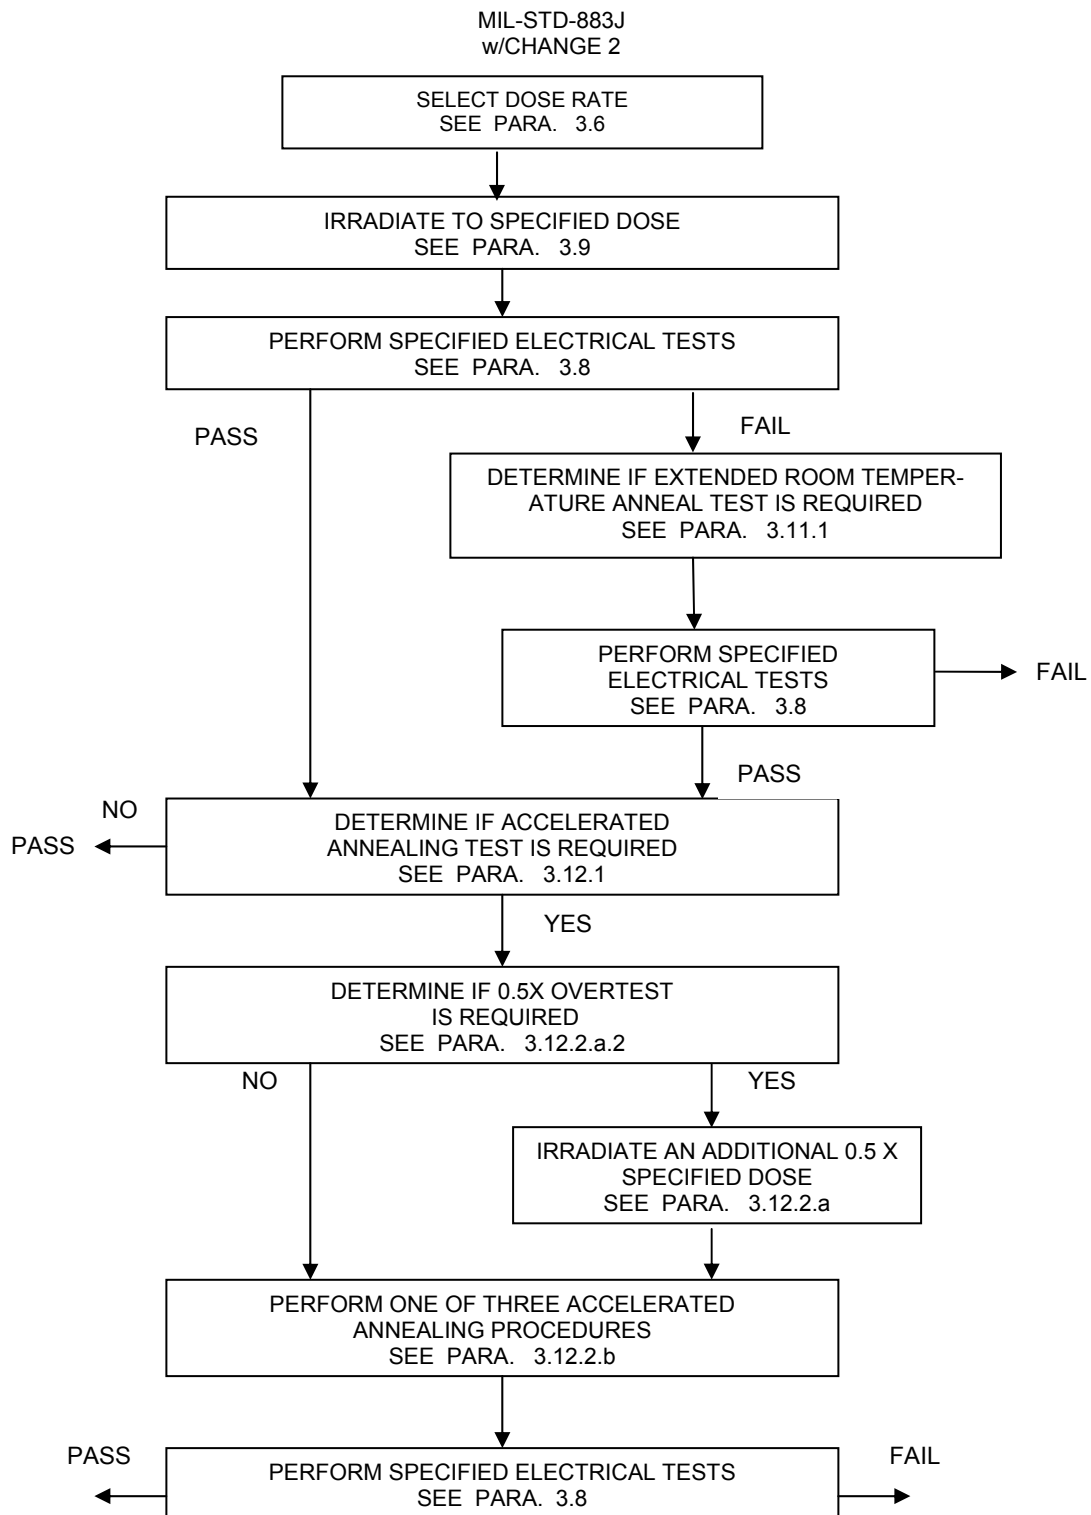 MIL-STD-883J
w/CHANGE 2
SELECT DOSE RATE
SEE PARA. 3.6
IRRADIATE TO SPECIFIED DOSE
SEE PARA. 3.9
PERFORM SPECIFIED ELECTRICAL TESTS
SEE PARA. 3.8
PASS
FAIL
DETERMINE IF EXTENDED ROOM TEMPER-
ATURE ANNEAL TEST IS REQUIRED
SEE PARA. 3.11.1
PERFORM SPECIFIED
ELECTRICAL TESTS
SEE PARA. 3.8
FAIL
PASS
NO
PASS
DETERMINE IF ACCELERATED
ANNEALING TEST IS REQUIRED
SEE PARA. 3.12.1
YES
DETERMINE IF 0.5X OVERTEST
IS REQUIRED
SEE PARA. 3.12.2.a.2
NO
YES
IRRADIATE AN ADDITIONAL 0.5 X
SPECIFIED DOSE
SEE PARA. 3.12.2.a
PERFORM ONE OF THREE ACCELERATED
ANNEALING PROCEDURES
SEE PARA. 3.12.2.b
PASS
FAIL
PERFORM SPECIFIED ELECTRICAL TESTS
SEE PARA. 3.8